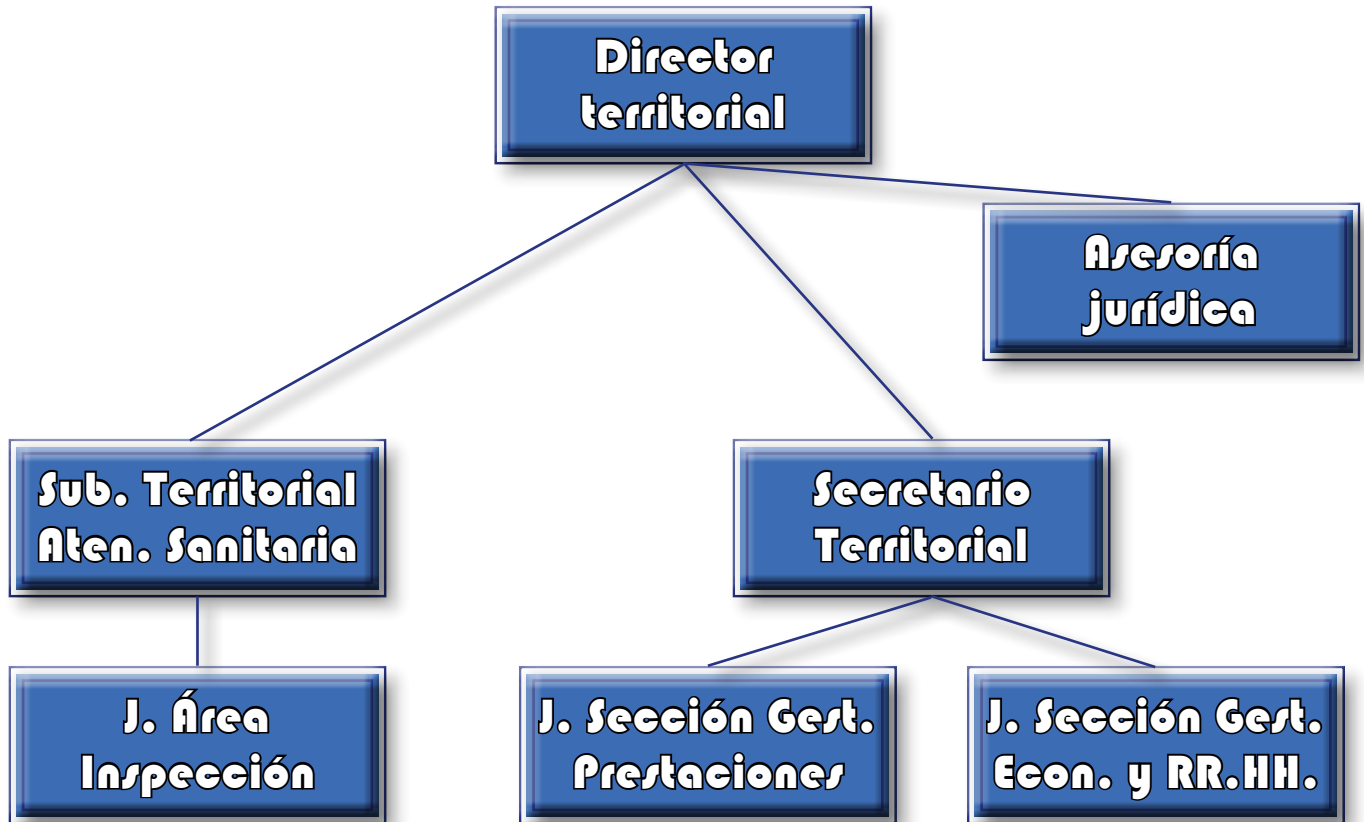 Director
territorial
Asesoría
jurídica
Sub. Territorial
Aten. Sanitaria
Secretario
Territorial
J. Área
Inspección
J. Sección Gest.
Prestaciones
J. Sección Gest.
Econ. y RR.HH.